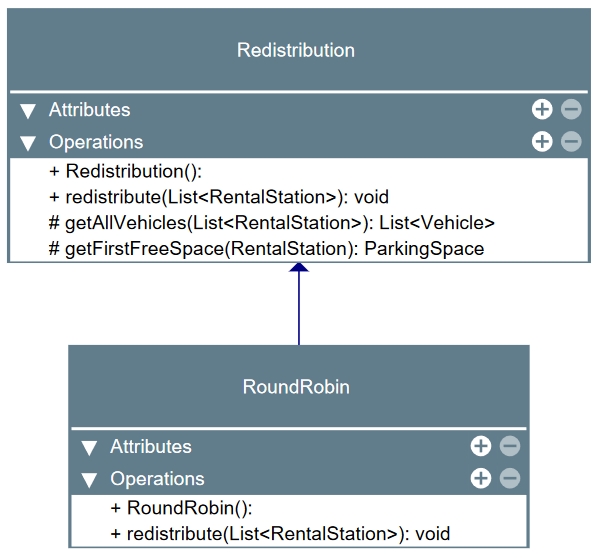 Redistribution
Attributes
Operations
+ Redistribution():
+ redistribute(List<RentalStation>): void
# getAllVehicles(List<RentalStation>): List<Vehicle>
# getFirstFreeSpace(RentalStation): ParkingSpace
RoundRobin
Attributes
Operations
+ RoundRobin():
+ redistribute(List<RentalStation>): void